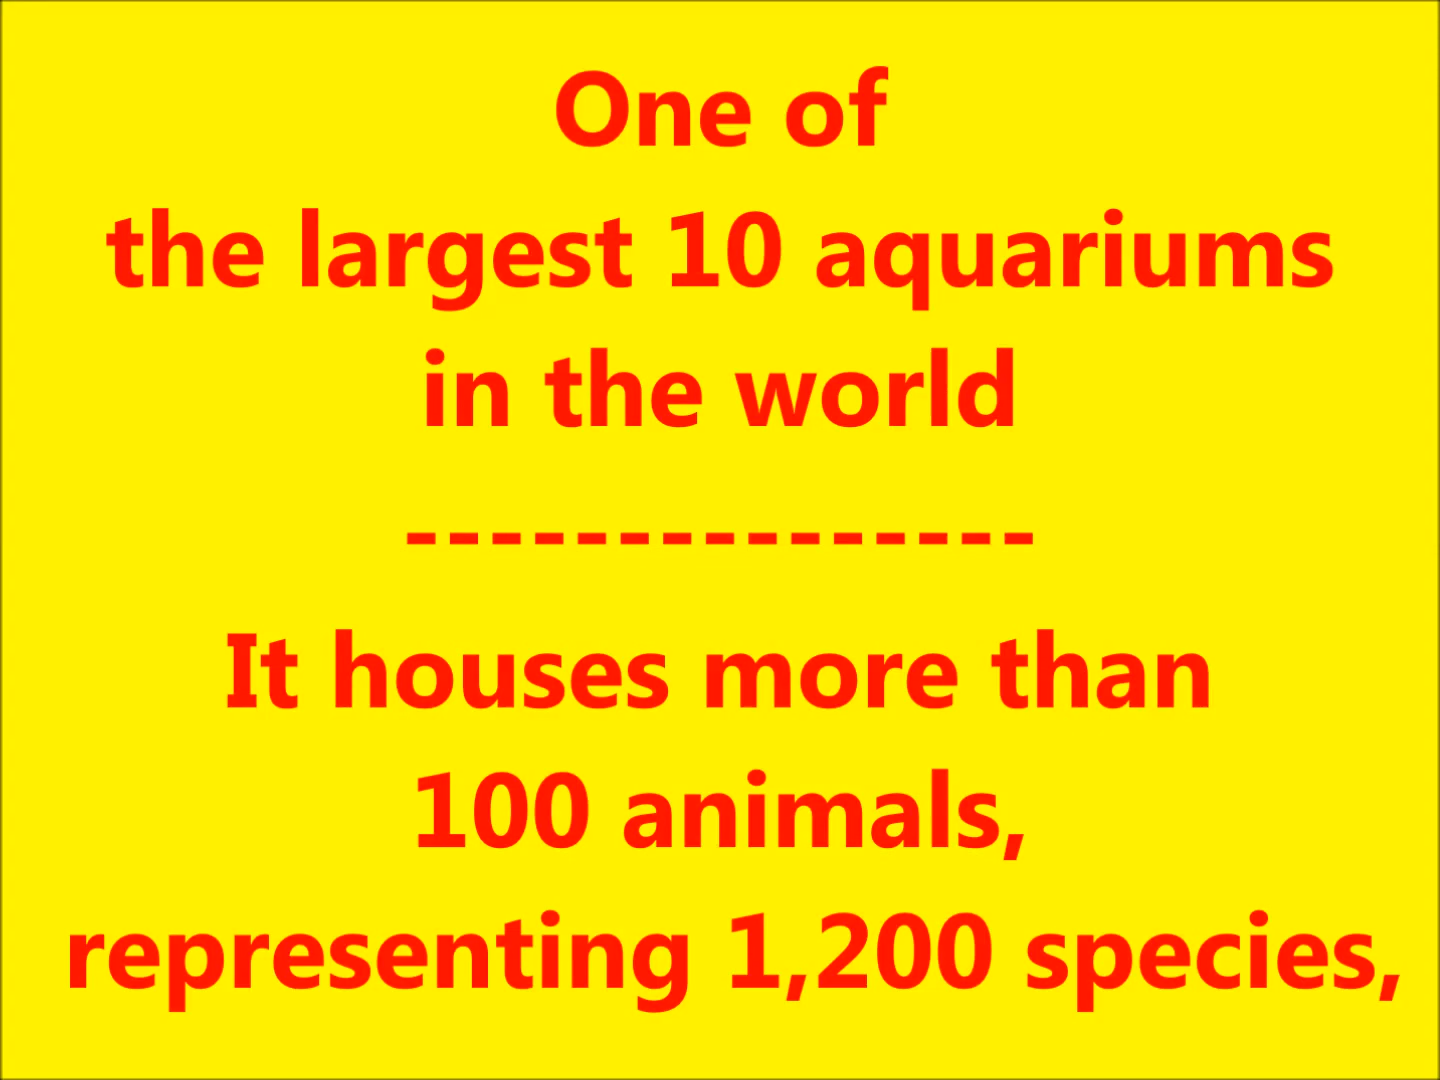 One of
the largest 10 aquariums
in the world
---------------
It houses more than
100 animals,
representing 1,200 species,